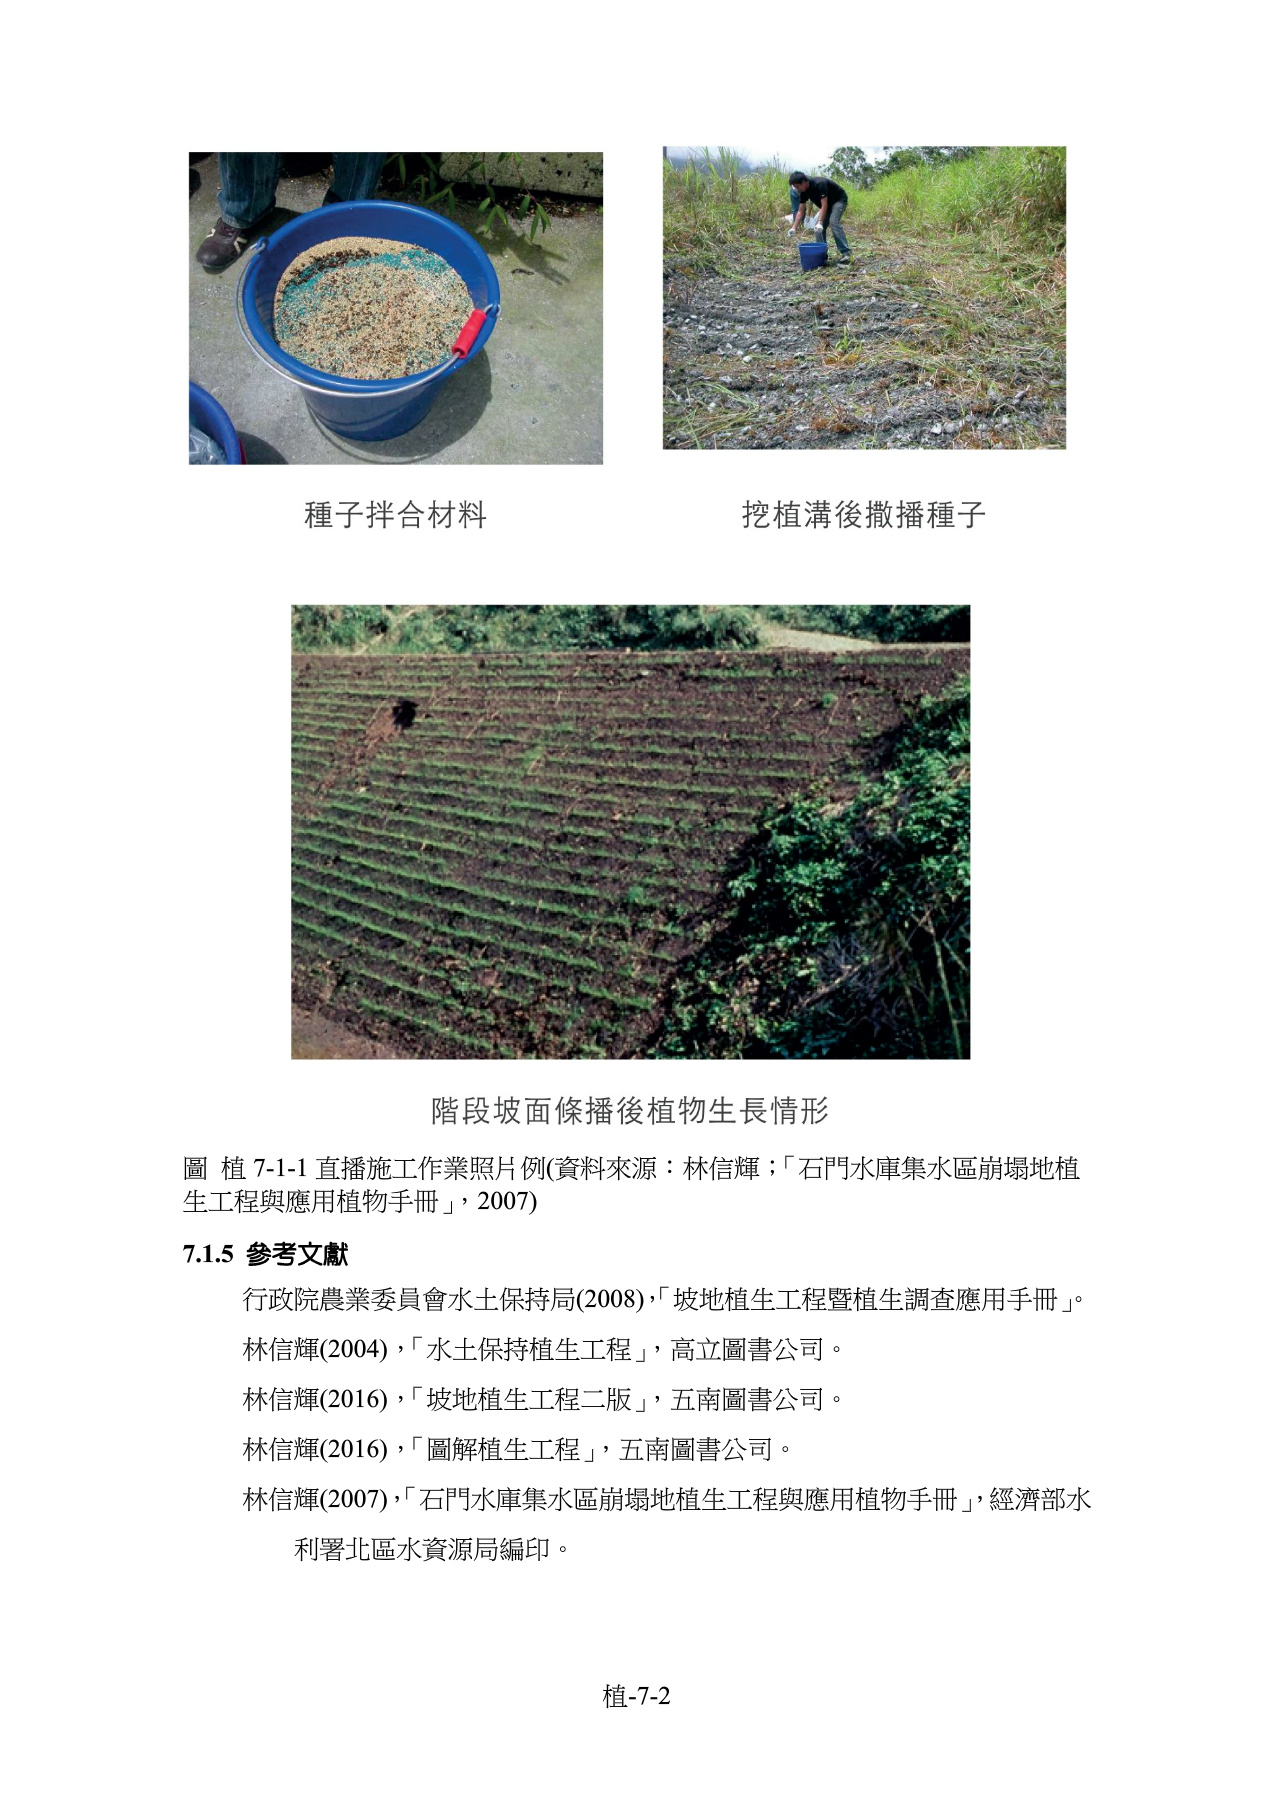 種子拌合材料
挖植溝後撒播種子
階段坡面條播後植物生長情形
圖 植 7-1-1 直播施工作業照片例(資料來源：林信輝；「石門水庫集水區崩塌地植
生工程與應用植物手冊」，2007)
7.1.5 參考文獻
行政院農業委員會水土保持局(2008)，「坡地植生工程暨植生調查應用手冊」。
林信輝(2004)，「水土保持植生工程」，高立圖書公司。
林信輝(2016)，「坡地植生工程二版」，五南圖書公司。
林信輝(2016)，「圖解植生工程」，五南圖書公司。
林信輝(2007)，「石門水庫集水區崩塌地植生工程與應用植物手冊」，經濟部水
利署北區水資源局編印。
植-7-2